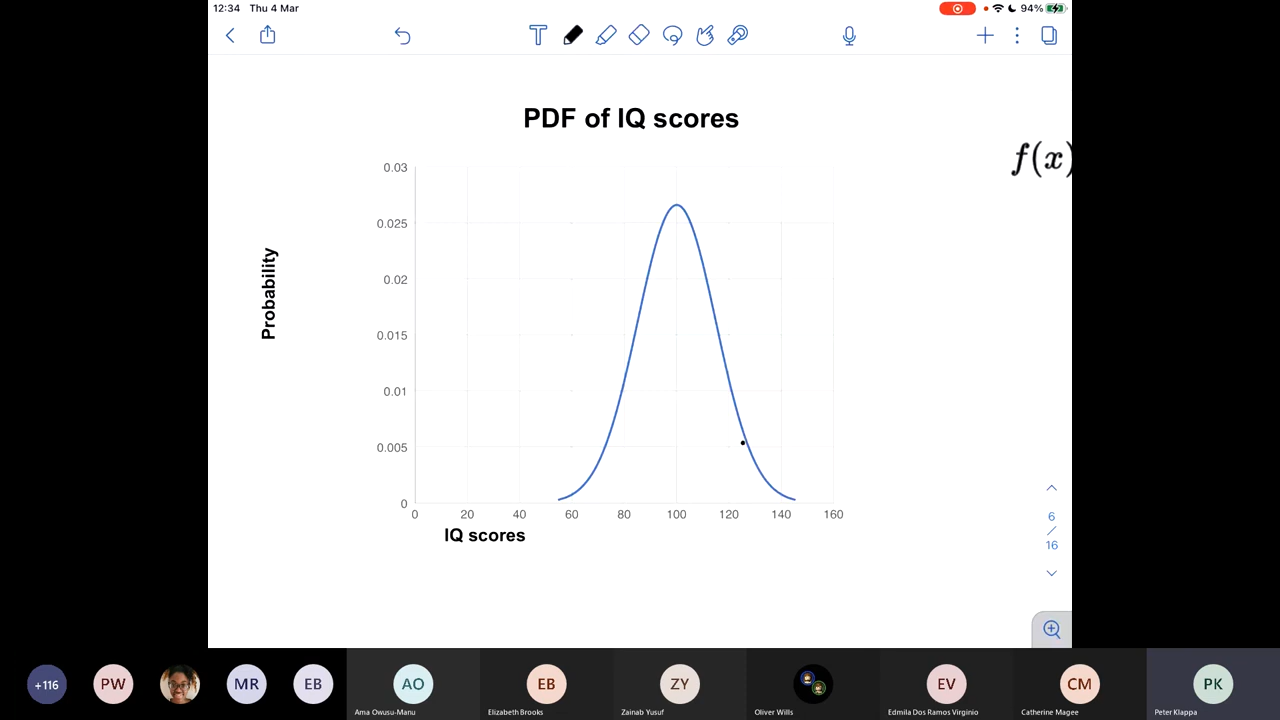 12:34 Thu 4 Mar
94%
PDF of IQ scores
f(x)
Probability
0.03
0.025
0.02
0.015
0.01
0.005
0
0 20 40 60 80 100 120 140 160
IQ scores
6
/
16
+116 PW MR EB AO EB ZY EV CM PK
Ama Owusu-Manu Elizabeth Brooks Zainab Yusuf Oliver Wills Edmila Dos Ramos Virginio Catherine Magee Peter Klappa